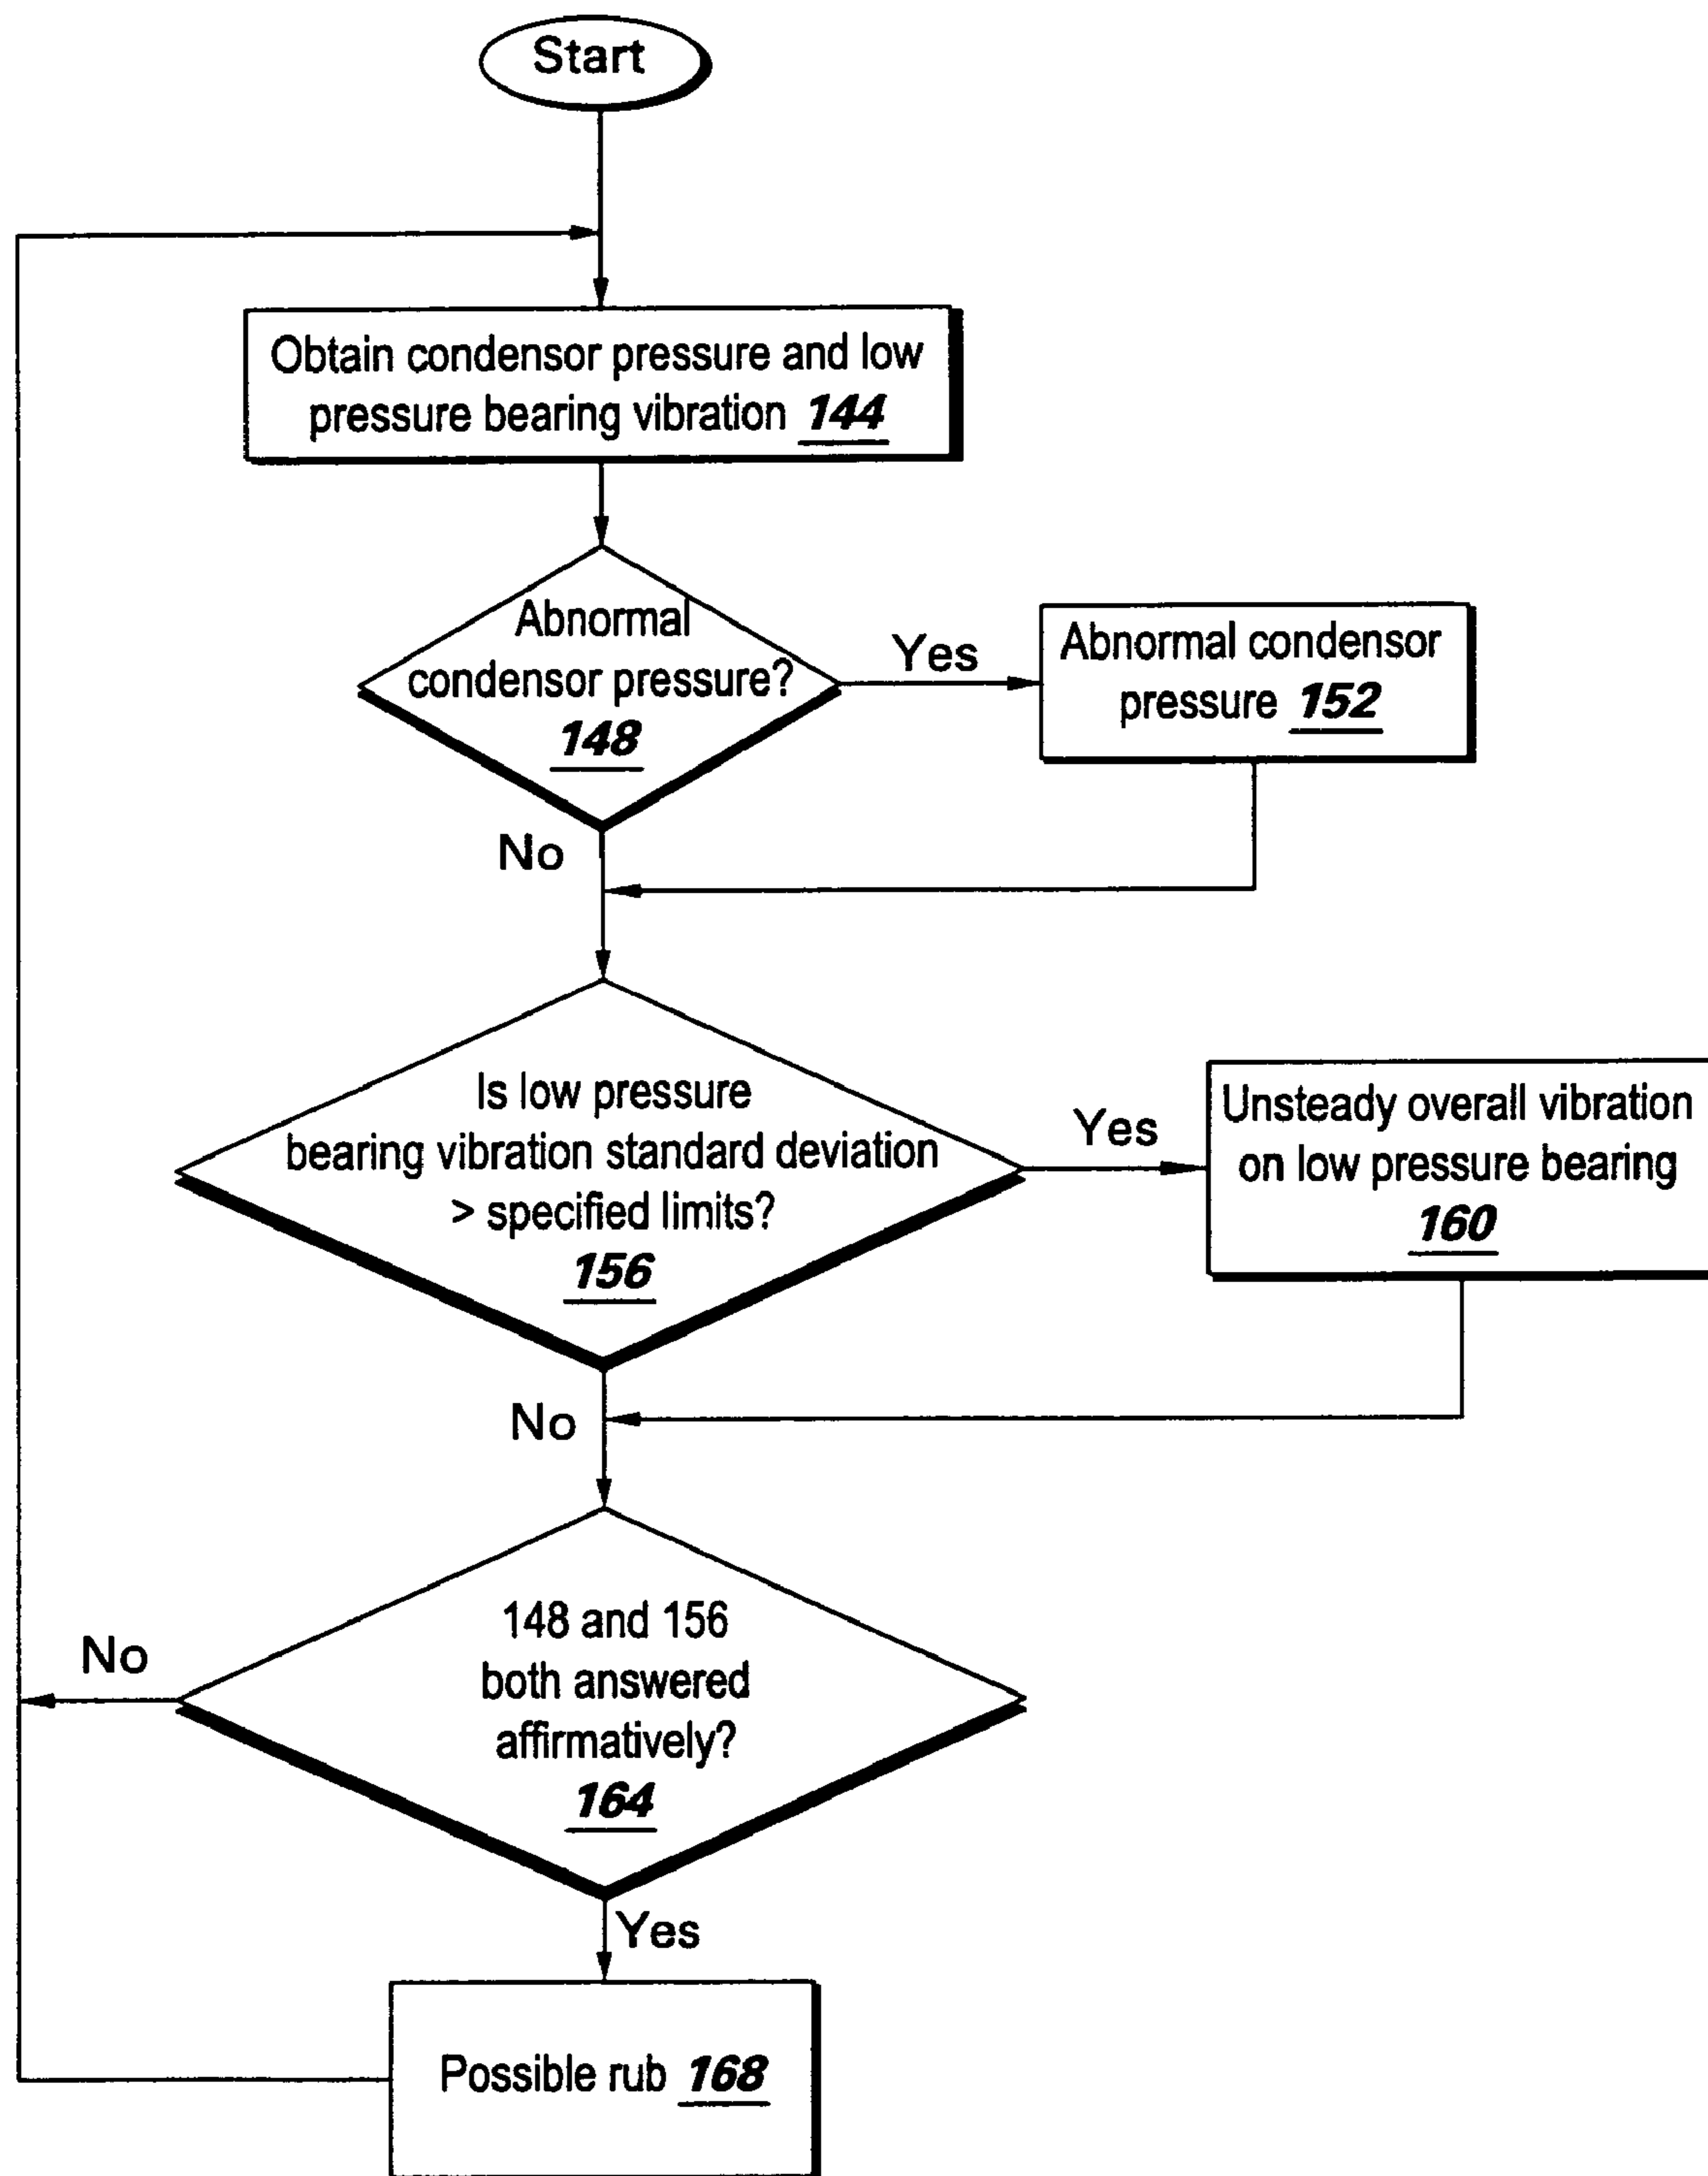 Start
Obtain condensor pressure and low
pressure bearing vibration 144
Abnormal
condensor pressure?
148
Yes
Abnormal condensor
pressure 152
No
Is low pressure
bearing vibration standard deviation
> specified limits?
156
Yes
Unsteady overall vibration
on low pressure bearing
160
No
148 and 156
both answered
affirmatively?
164
No
Yes
Possible rub 168